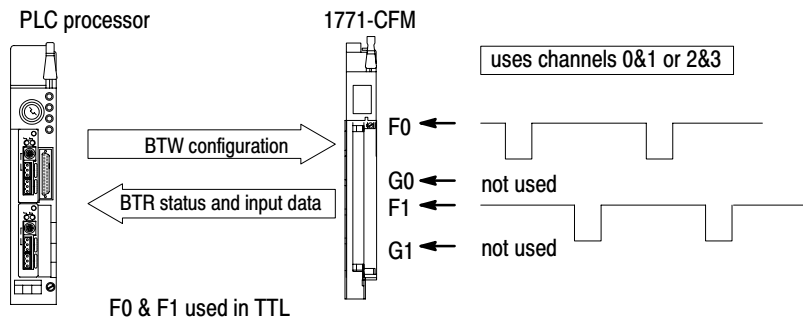 PLC processor
1771-CFM
uses channels 0&1 or 2&3
F0
BTW configuration
G0 not used
BTR status and input data
F1
G1 not used
F0 & F1 used in TTL